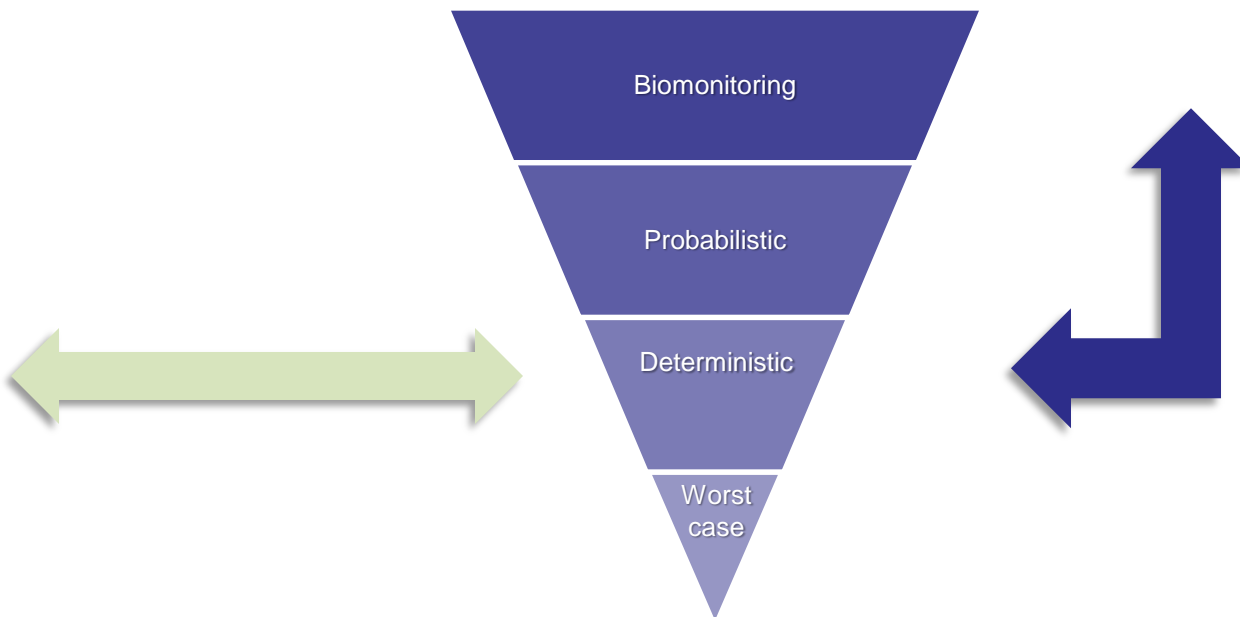 Biomonitoring
Probabilistic
Deterministic
Worst
case